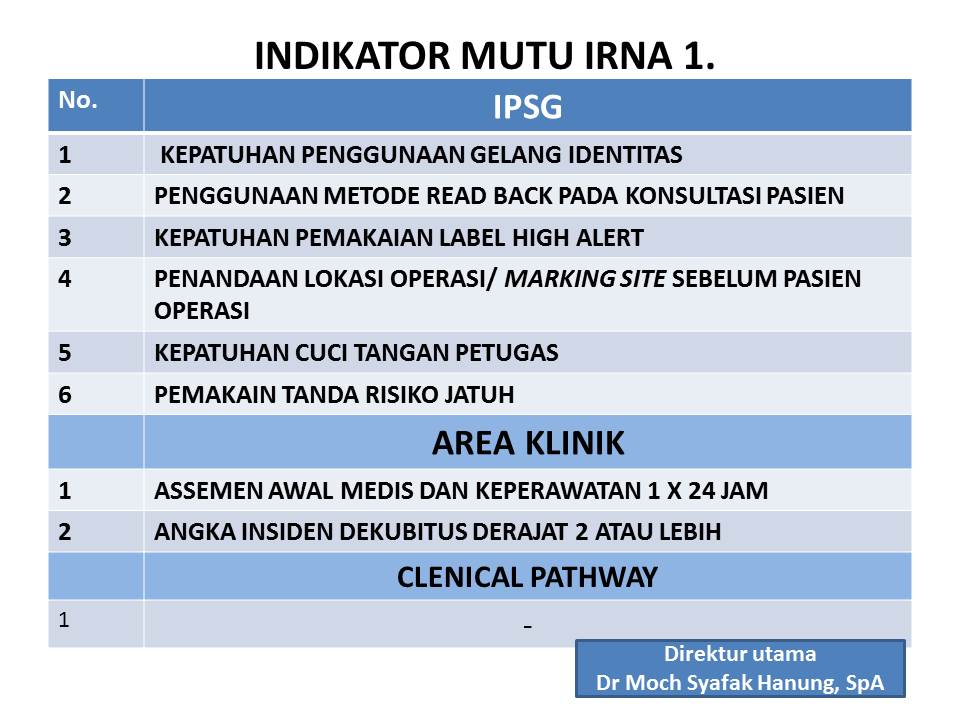 INDIKATOR MUTU IRNA 1.
No. IPSG
1 KEPATUHAN PENGGUNAAN GELANG IDENTITAS
2 PENGGUNAAN METODE READ BACK PADA KONSULTASI PASIEN
3 KEPATUHAN PEMAKAIAN LABEL HIGH ALERT
4 PENANDAAN LOKASI OPERASI/ MARKING SITE SEBELUM PASIEN
OPERASI
5 KEPATUHAN CUCI TANGAN PETUGAS
6 PEMAKAIN TANDA RISIKO JATUH
AREA KLINIK
1 ASSEMEN AWAL MEDIS DAN KEPERAWATAN 1 X 24 JAM
2 ANGKA INSIDEN DEKUBITUS DERAJAT 2 ATAU LEBIH
CLENICAL PATHWAY
1 -
Direktur utama
Dr Moch Syafak Hanung, SpA